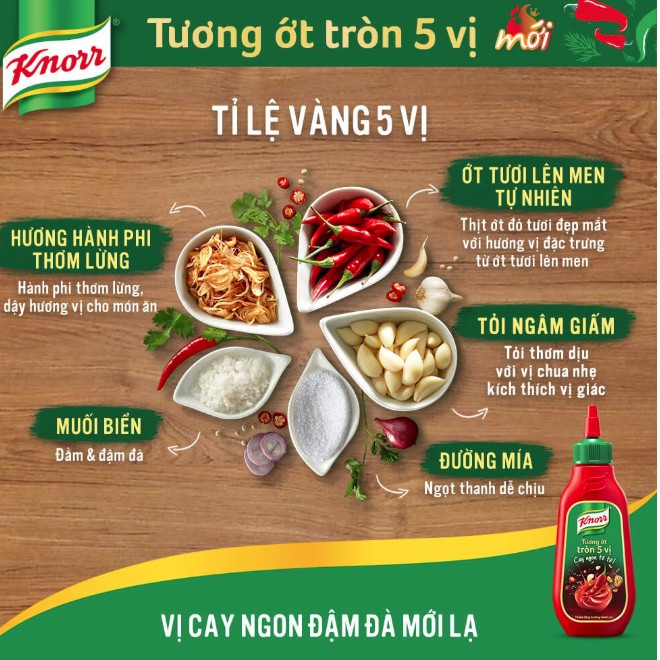 Knorr
Tương ớt tròn 5 vị mới
TỈ LỆ VÀNG 5 VỊ
ỚT TƯƠI LÊN MEN
TỰ NHIÊN
Thịt ớt đỏ tươi đẹp mắt
với hương vị đặc trưng
từ ớt tươi lên men
HƯƠNG HÀNH PHI
THƠM LỪNG
Hành phi thơm lừng,
dậy hương vị cho món ăn
TỎI NGÂM GIẤM
Tỏi thơm dịu
với vị chua nhẹ
kích thích vị giác
MUỐI BIỂN
Đằm & đậm đà
ĐƯỜNG MÍA
Ngọt thanh dễ chịu
Knorr
Tương ớt
tròn 5 vị
Cay ngon từ từ!
VỊ CAY NGON ĐẬM ĐÀ MỚI LẠ